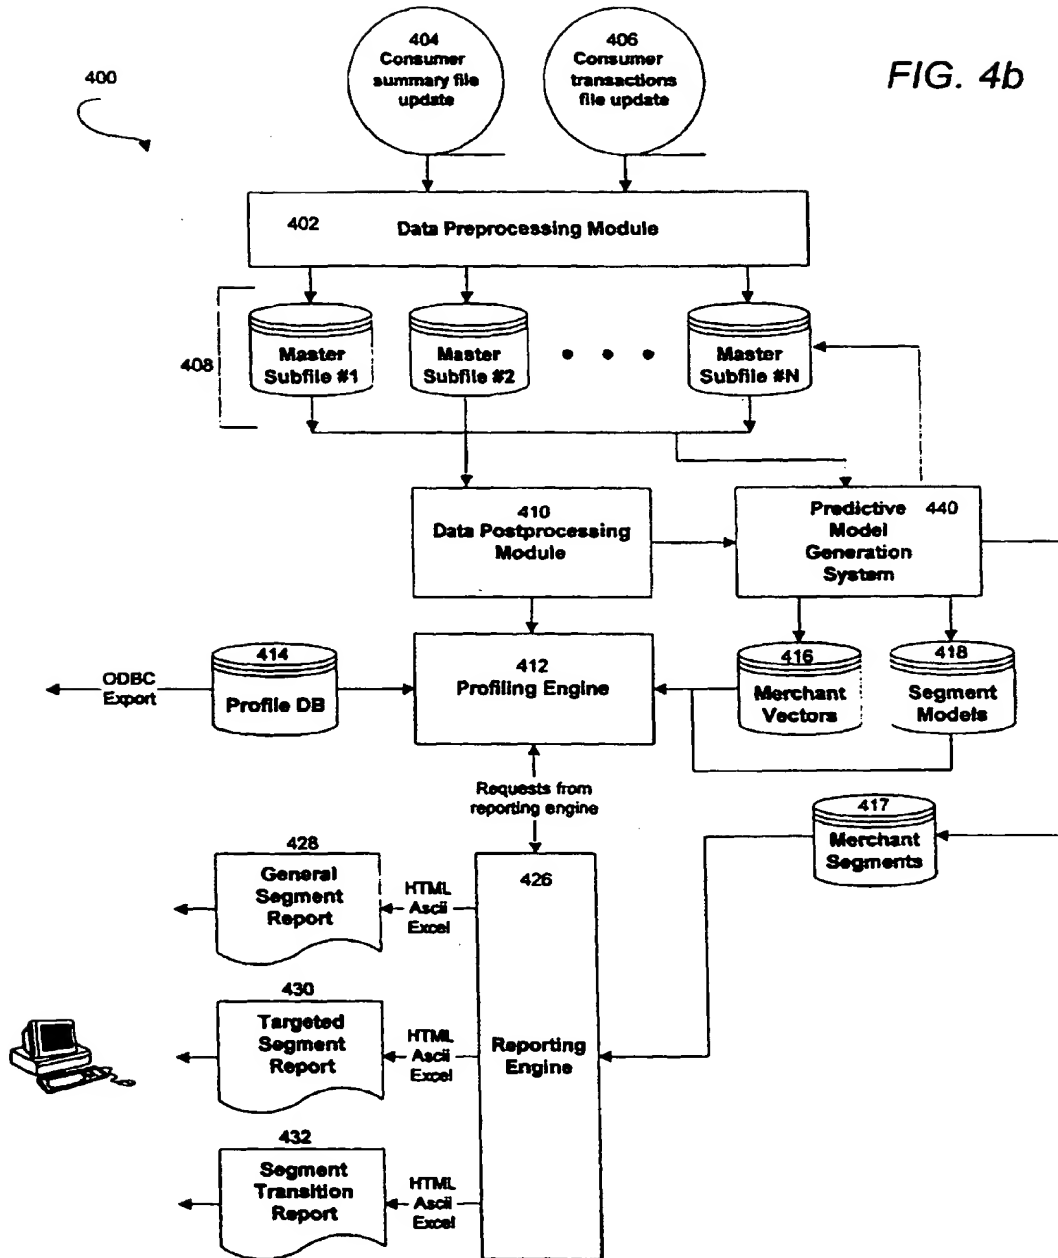 FIG. 4b
400
404
Consumer
summary file
update
406
Consumer
transactions
file update
402
Data Preprocessing Module
408
Master
Subfile #1
Master
Subfile #2
• • •
Master
Subfile #N
410
Data Postprocessing
Module
Predictive
Model
Generation
System
440
ODBC
Export
414
Profile DB
412
Profiling Engine
416
Merchant
Vectors
418
Segment
Models
Requests from
reporting engine
417
Merchant
Segments
428
General
Segment
Report
HTML
Ascii
Excel
426
Reporting
Engine
430
Targeted
Segment
Report
HTML
Ascii
Excel
432
Segment
Transition
Report
HTML
Ascii
Excel